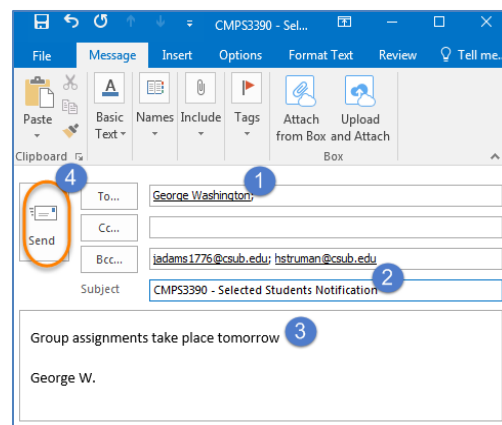 CMPS3390 - Sel...
File Message Insert Options Format Text Review Tell me...
Paste Basic Text Names Include Tags Attach from Box Upload and Attach
Clipboard Box
4
1
To... George Washington;
Send
Cc...
Bcc... jadams1776@csub.edu; hstruman@csub.edu
2
Subject CMPS3390 - Selected Students Notification
Group assignments take place tomorrow 3
George W.